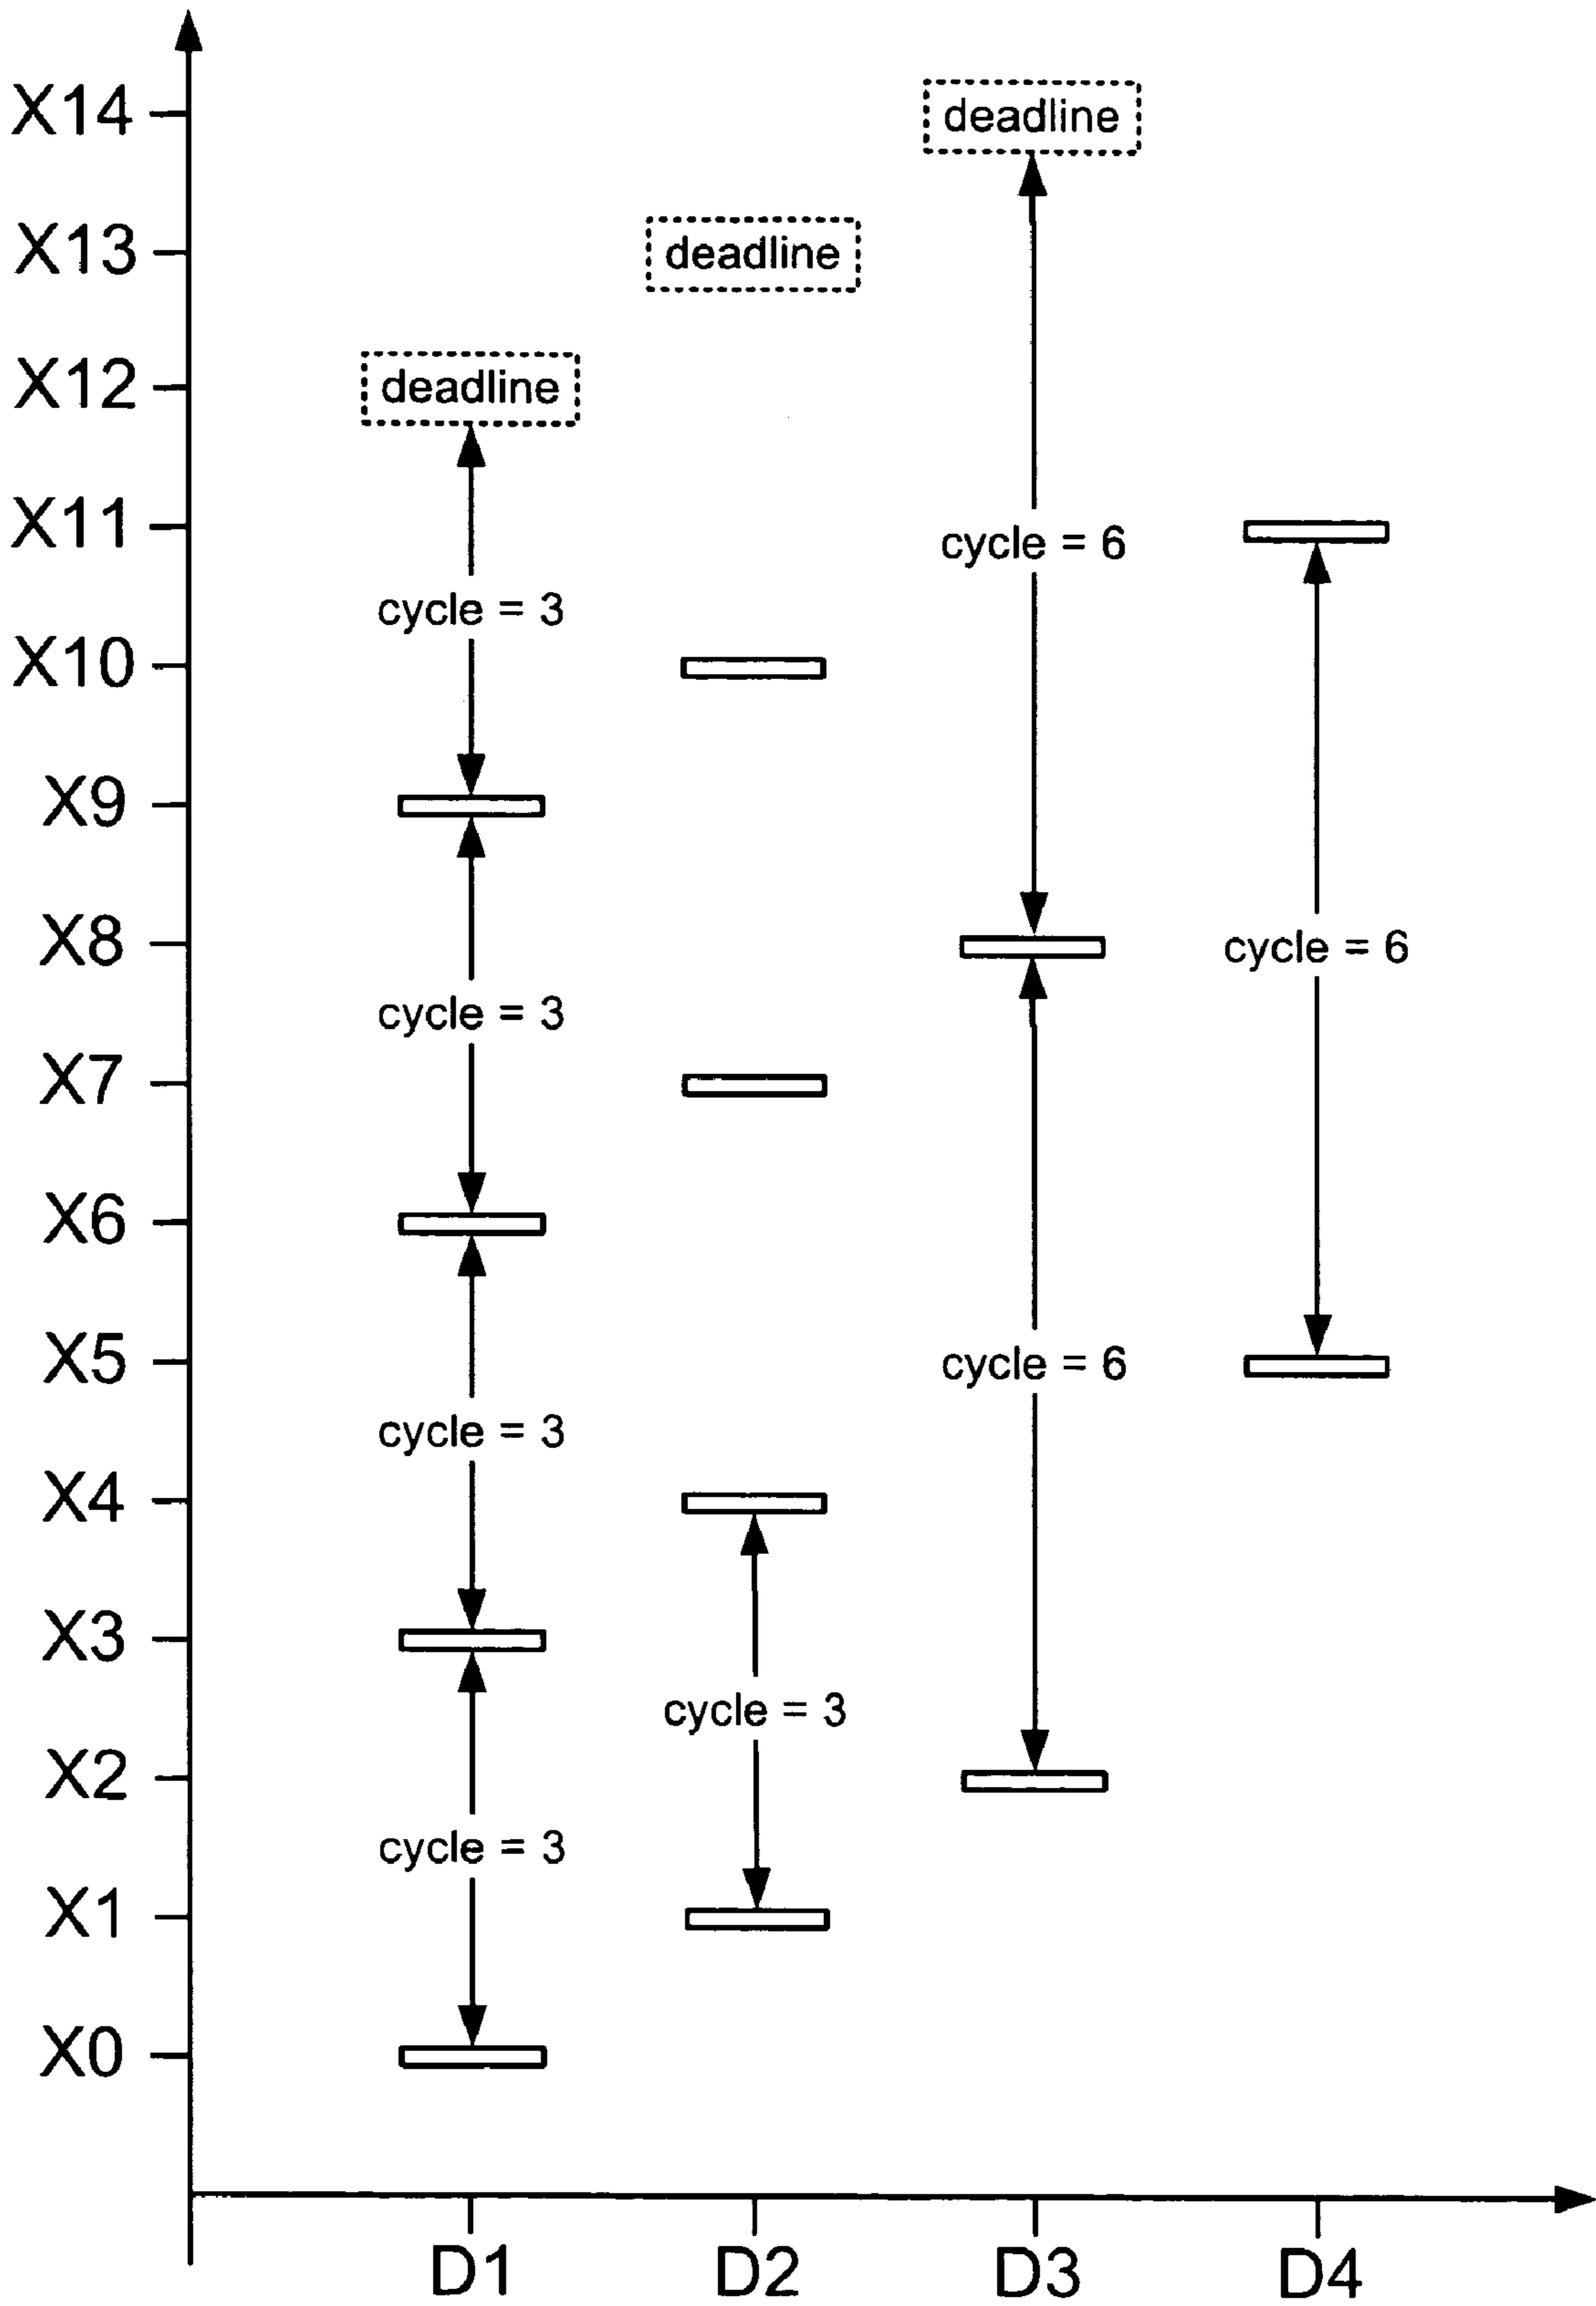 X14
deadline
X13
deadline
X12
deadline
X11
cycle = 6
cycle = 3
X10
X9
X8
cycle = 6
cycle = 3
X7
X6
X5
cycle = 6
cycle = 3
X4
X3
cycle = 3
X2
cycle = 3
X1
X0
D1 D2 D3 D4